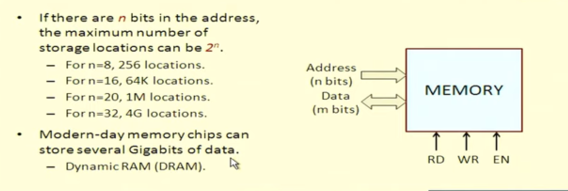 • If there are n bits in the address,
the maximum number of
storage locations can be 2ⁿ.
– For n=8, 256 locations.
– For n=16, 64K locations.
– For n=20, 1M locations.
– For n=32, 4G locations.
• Modern-day memory chips can
store several Gigabits of data.
– Dynamic RAM (DRAM).
Address
(n bits)
Data
(m bits)
MEMORY
RD WR EN